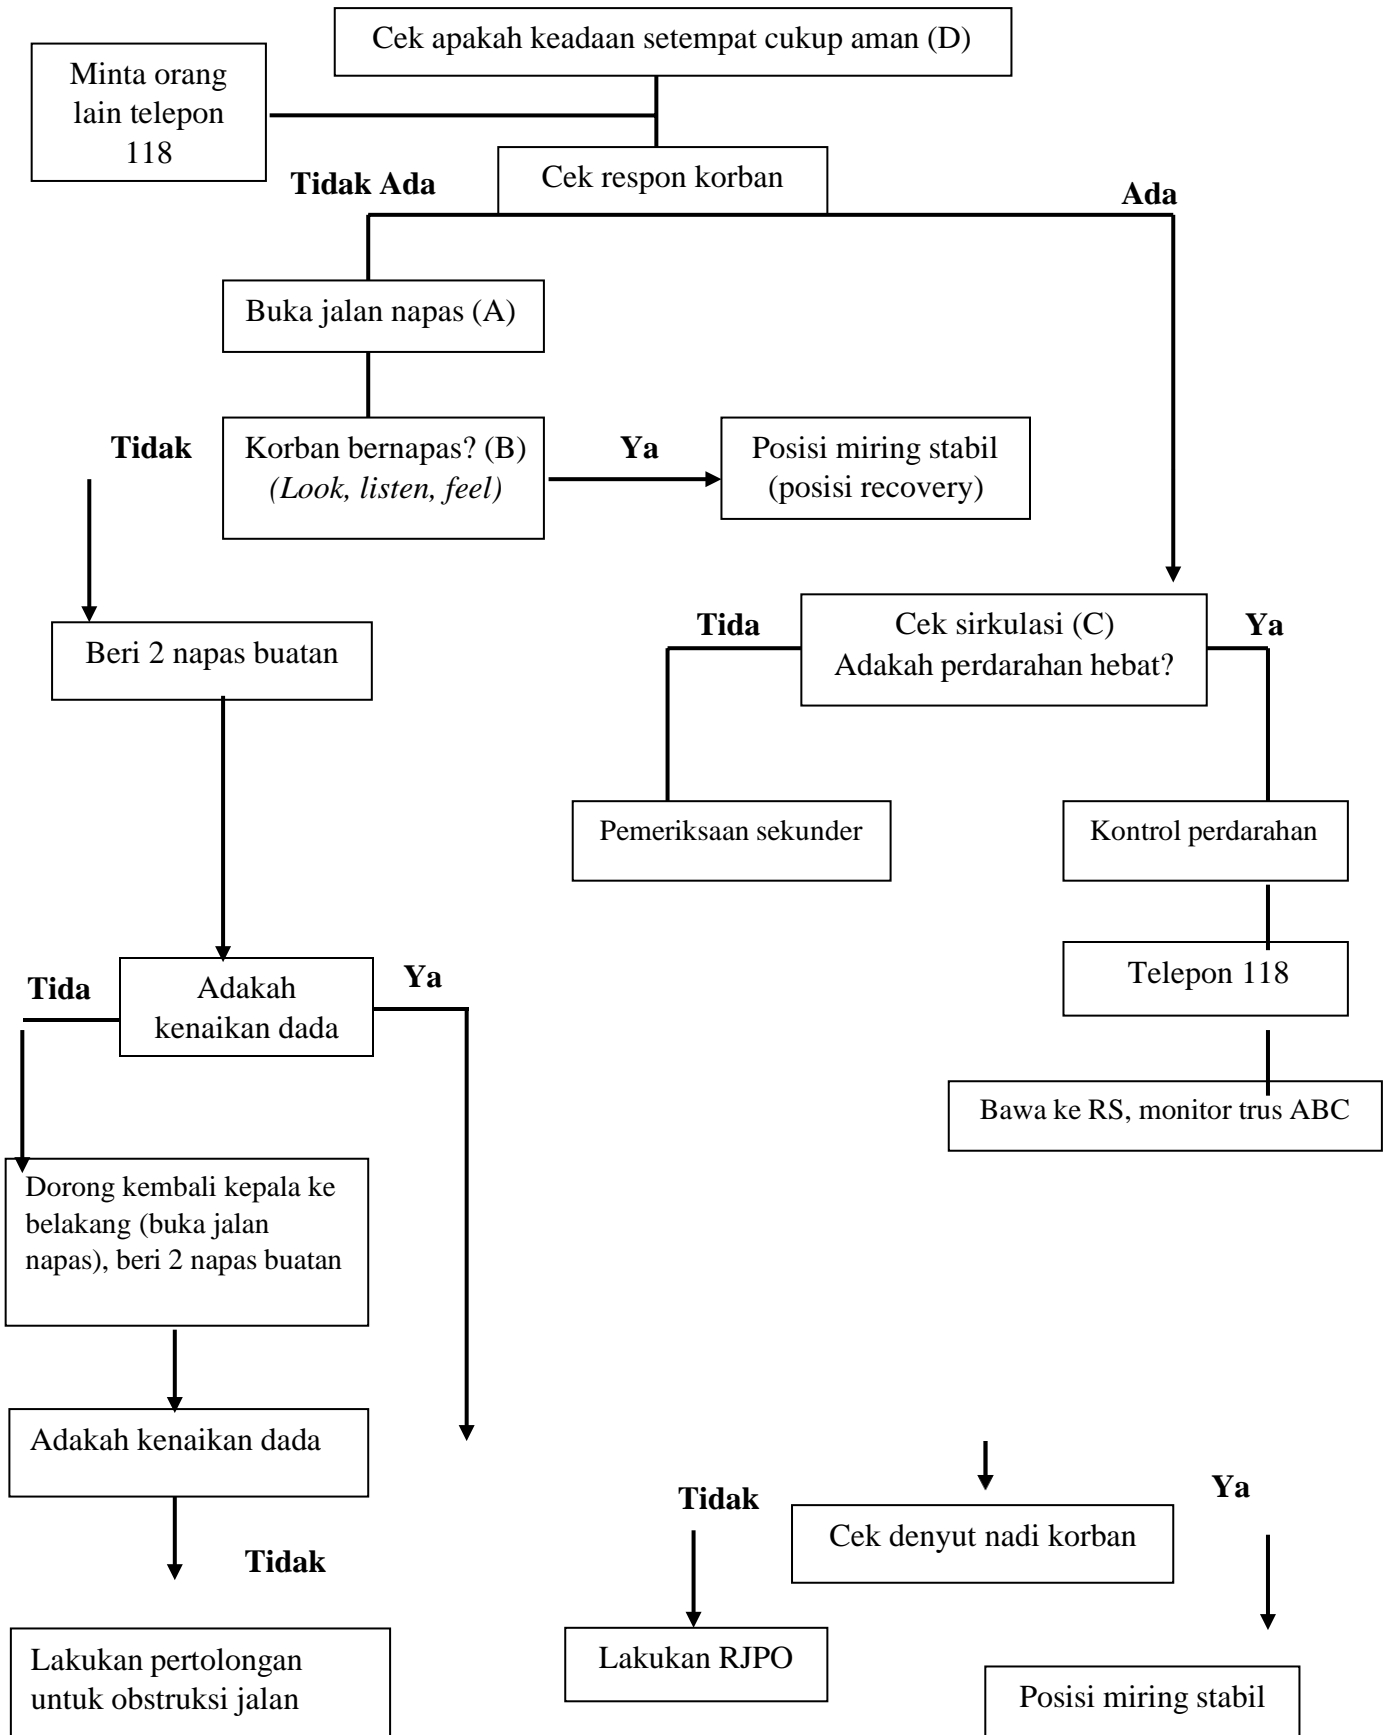 Cek apakah keadaan setempat cukup aman (D)
Minta orang
lain telepon
118
Cek respon korban
Tidak Ada
Ada
Buka jalan napas (A)
Tidak
Korban bernapas? (B)
(Look, listen, feel)
Ya
Posisi miring stabil
(posisi recovery)
Tida
Cek sirkulasi (C)
Adakah perdarahan hebat?
Ya
Beri 2 napas buatan
Pemeriksaan sekunder
Kontrol perdarahan
Telepon 118
Bawa ke RS, monitor trus ABC
Tida
Adakah
kenaikan dada
Ya
Dorong kembali kepala ke
belakang (buka jalan
napas), beri 2 napas buatan
Adakah kenaikan dada
Tidak
Lakukan pertolongan
untuk obstruksi jalan
Tidak
Cek denyut nadi korban
Ya
Lakukan RJPO
Posisi miring stabil